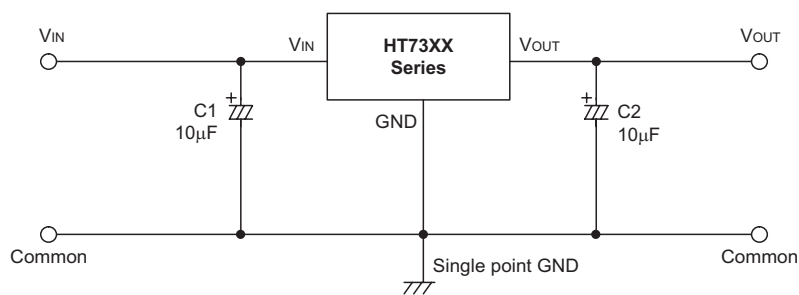 VIN
VIN
HT73XX
Series
VOUT
VOUT
+
C1
10μF
GND
+
C2
10μF
Common
Single point GND
Common